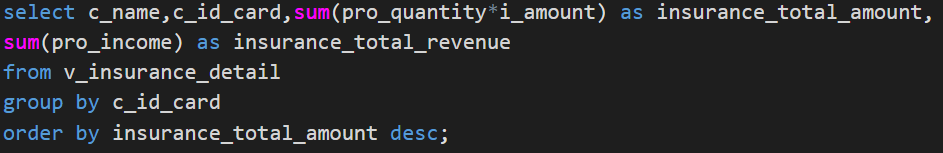 select c_name,c_id_card,sum(pro_quantity*i_amount) as insurance_total_amount,
sum(pro_income) as insurance_total_revenue
from v_insurance_detail
group by c_id_card
order by insurance_total_amount desc;